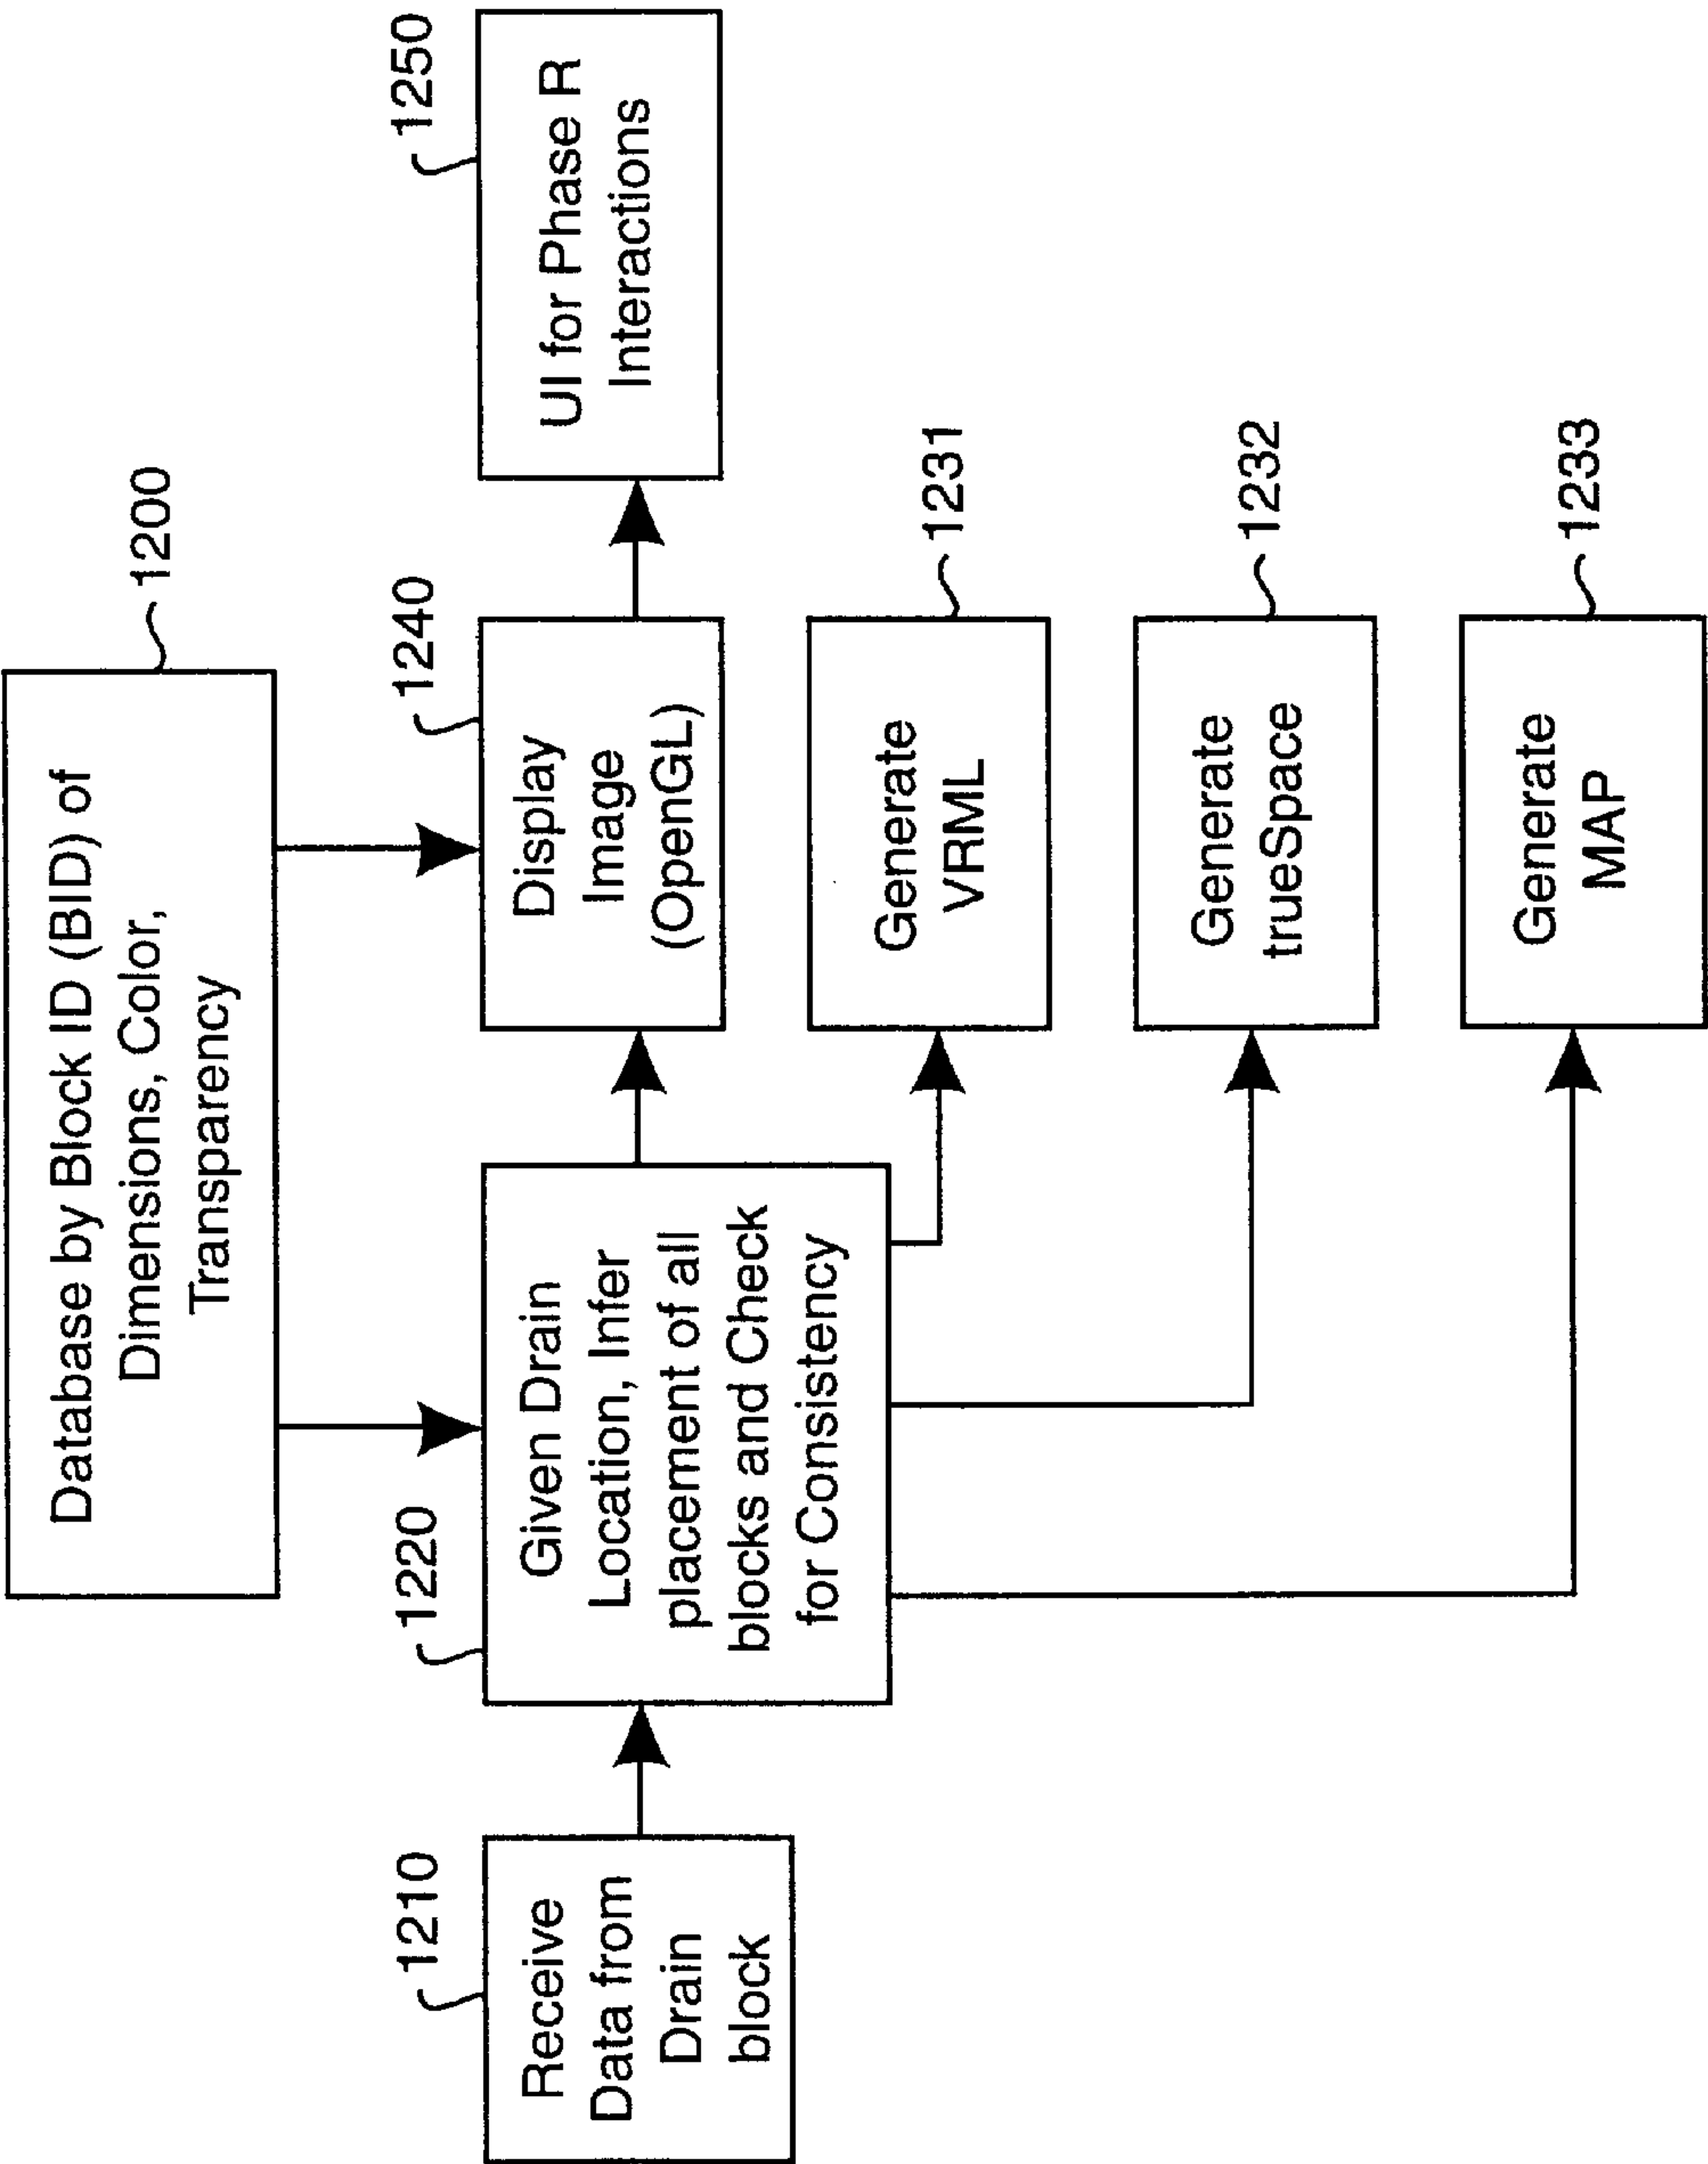 1200
Database by Block ID (BID) of
Dimensions, Color,
Transparency
1210
Receive
Data from
Drain
block
1220
Given Drain
Location, Infer
placement of all
blocks and Check
for Consistency
1240
Display
Image
(OpenGL)
1250
UI for Phase R
Interactions
Generate
VRML
1231
Generate
trueSpace
1232
Generate
MAP
1233